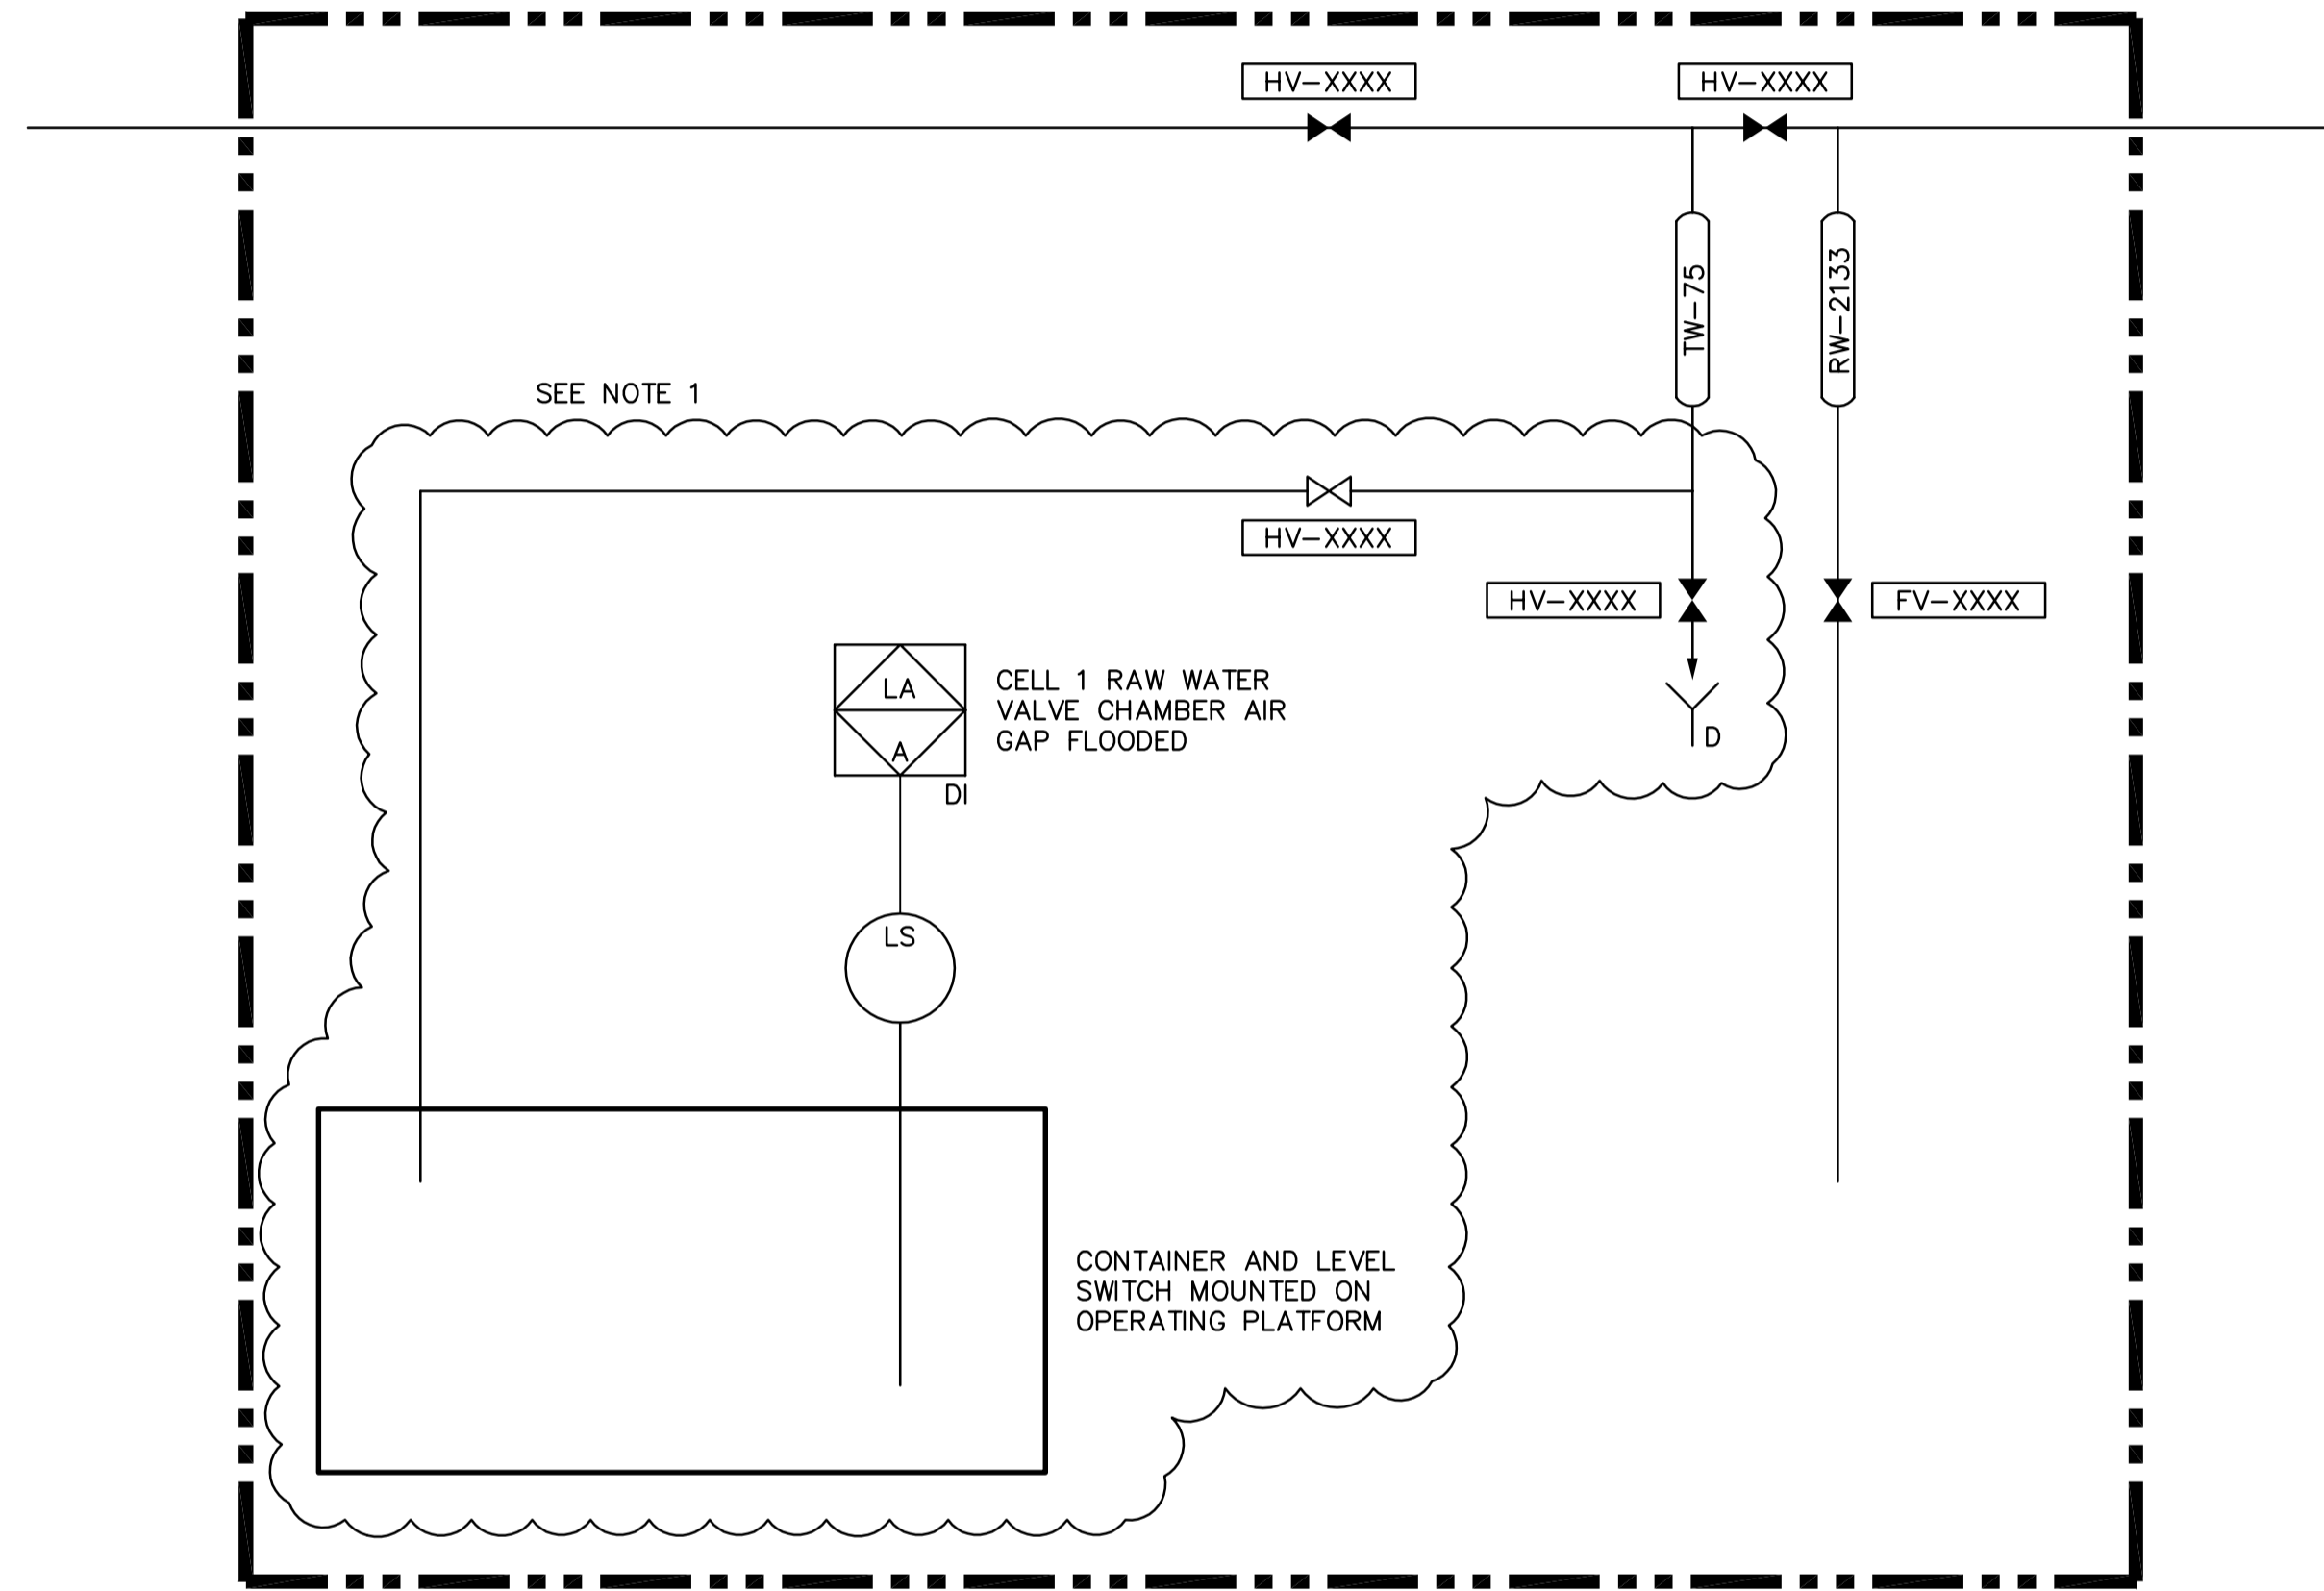 HV-XXXX
HV-XXXX
TW-75
RW-2133
SEE NOTE 1
HV-XXXX
HV-XXXX
FV-XXXX
LA
A
DI
CELL 1 RAW WATER
VALVE CHAMBER AIR
GAP FLOODED
D
LS
CONTAINER AND LEVEL
SWITCH MOUNTED ON
OPERATING PLATFORM